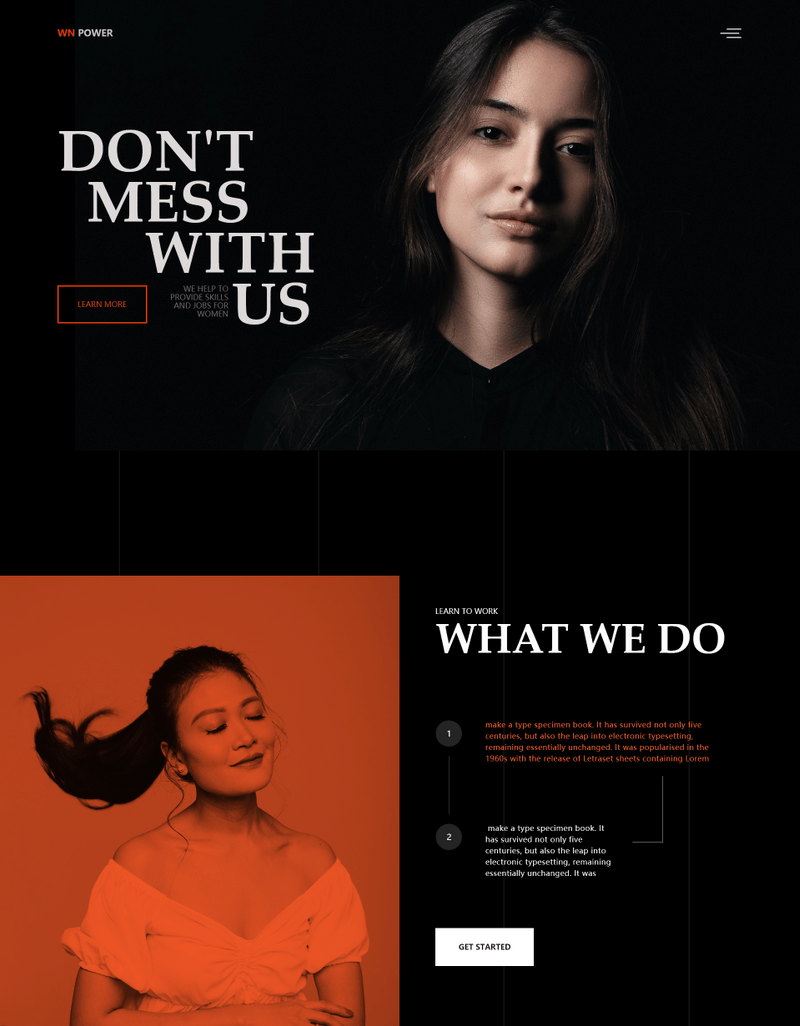 WN POWER
DON'T
MESS
WITH
US
LEARN MORE
WE HELP TO
PROVIDE SKILLS
AND JOBS FOR
WOMEN
LEARN TO WORK
WHAT WE DO
1
make a type specimen book. It has survived not only five
centuries, but also the leap into electronic typesetting,
remaining essentially unchanged. It was popularised in the
1960s with the release of Letraset sheets containing Lorem
2
make a type specimen book. It
has survived not only five
centuries, but also the leap into
electronic typesetting, remaining
essentially unchanged. It was
GET STARTED